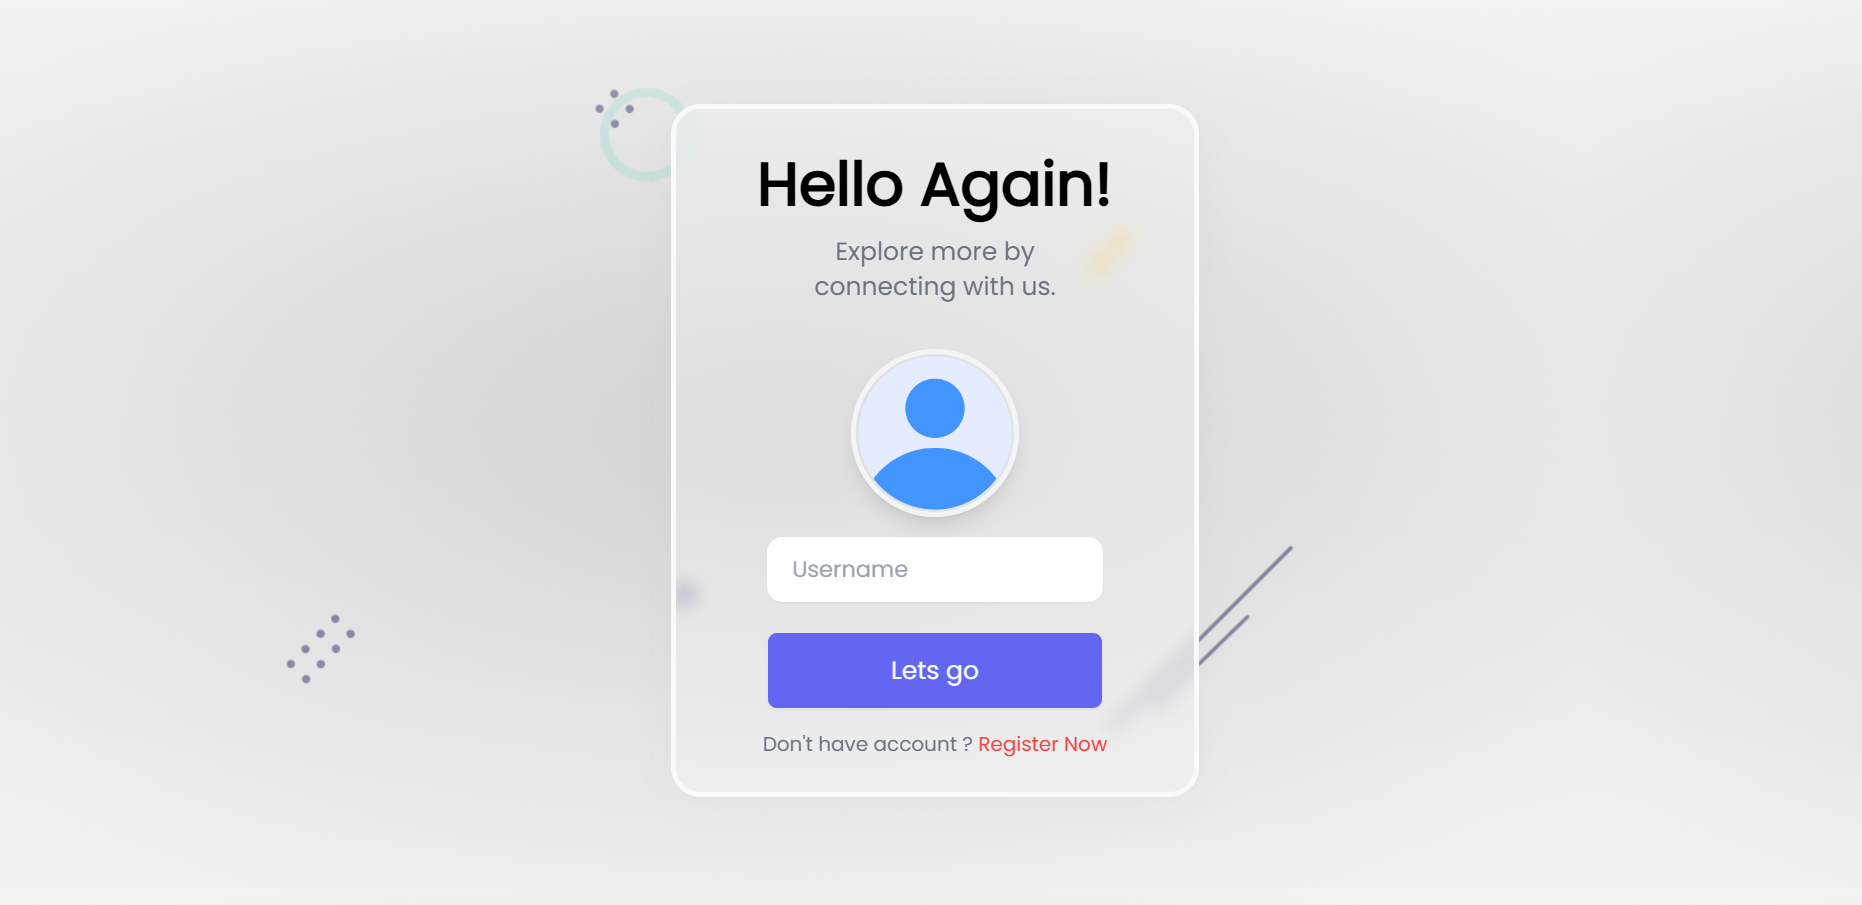 Hello Again!
Explore more by
connecting with us.
Username
Lets go
Don't have account ? Register Now